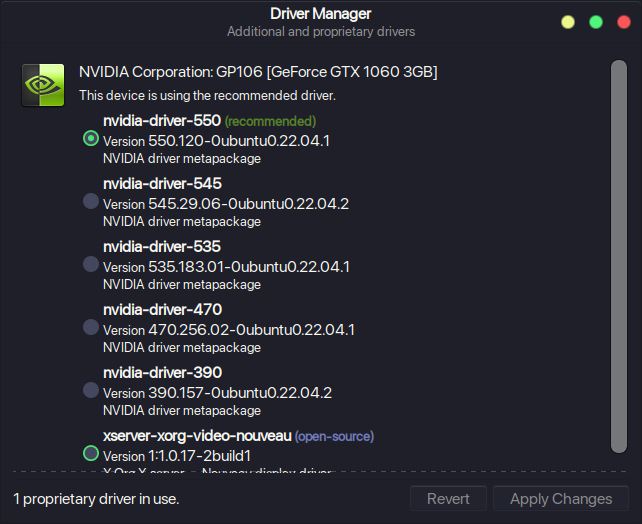 Driver Manager
Additional and proprietary drivers
NVIDIA Corporation: GP106 [GeForce GTX 1060 3GB]
This device is using the recommended driver.
nvidia-driver-550 (recommended)
Version 550.120-0ubuntu0.22.04.1
NVIDIA driver metapackage
nvidia-driver-545
Version 545.29.06-0ubuntu0.22.04.2
NVIDIA driver metapackage
nvidia-driver-535
Version 535.183.01-0ubuntu0.22.04.1
NVIDIA driver metapackage
nvidia-driver-470
Version 470.256.02-0ubuntu0.22.04.1
NVIDIA driver metapackage
nvidia-driver-390
Version 390.157-0ubuntu0.22.04.2
NVIDIA driver metapackage
xserver-xorg-video-nouveau (open-source)
Version 1:1.0.17-2build1
X.Org X server -- Nouveau display driver
1 proprietary driver in use.
Revert
Apply Changes